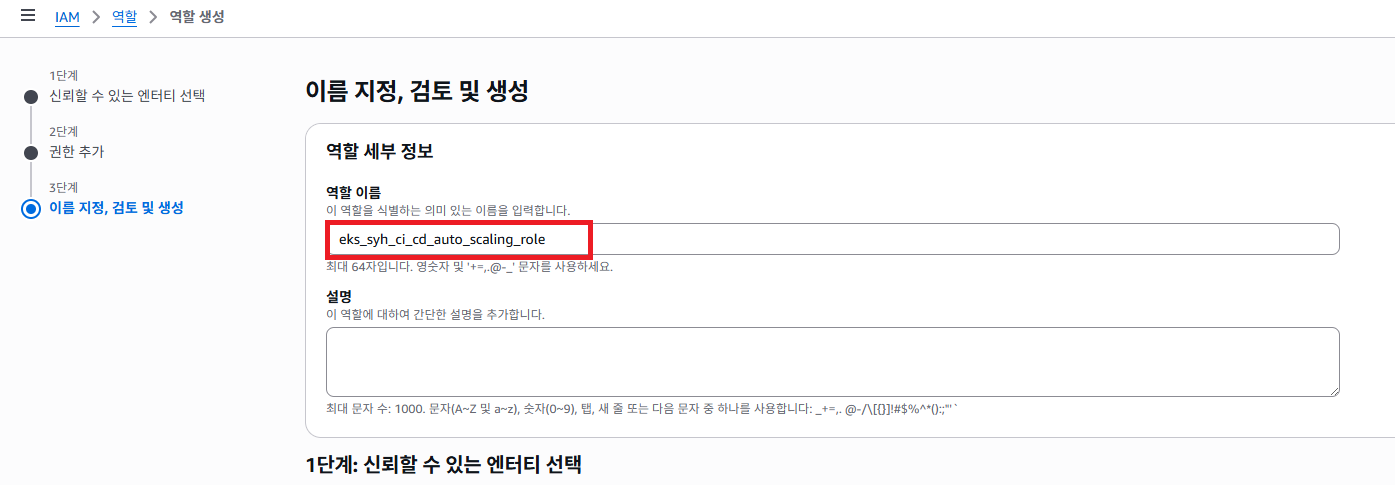 IAM > 역할 > 역할 생성
1단계
신뢰할 수 있는 엔터티 선택
2단계
권한 추가
3단계
이름 지정, 검토 및 생성
이름 지정, 검토 및 생성
역할 세부 정보
역할 이름
이 역할을 식별하는 의미 있는 이름을 입력합니다.
eks_syh_ci_cd_auto_scaling_role
최대 64자입니다. 영숫자 및 '+=,.@-_' 문자를 사용하세요.
설명
이 역할에 대하여 간단한 설명을 추가합니다.
최대 문자 수: 1000. 문자(A~Z 및 a~z), 숫자(0~9), 탭, 새 줄 또는 다음 문자 중 하나를 사용합니다: _+=,. @-/\[{}]!#$%^*();:"'`
1단계: 신뢰할 수 있는 엔터티 선택